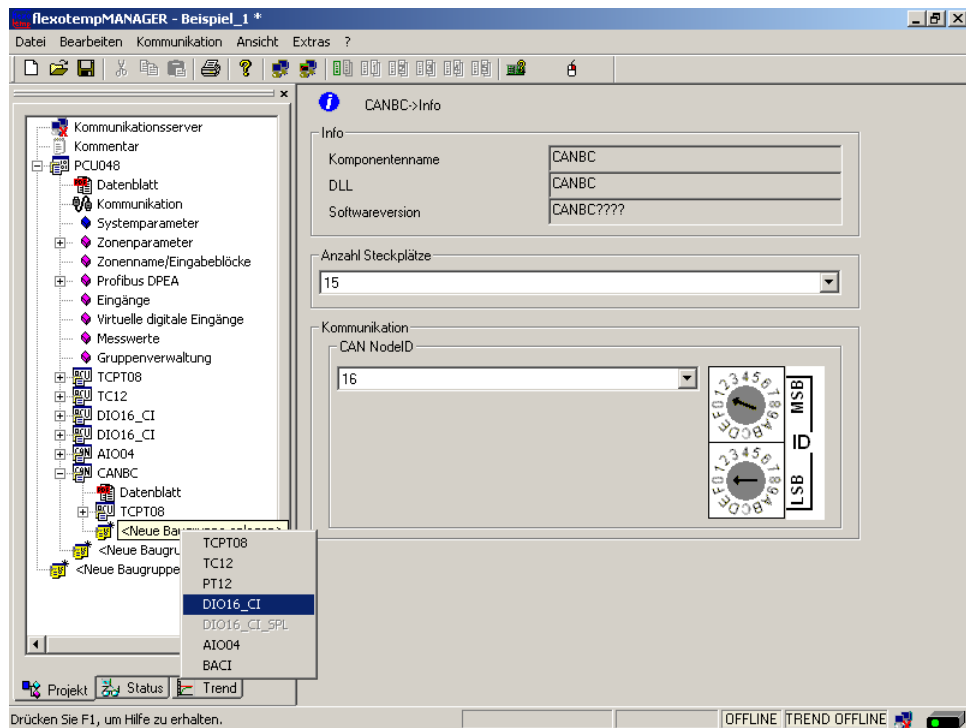 flexotempMANAGER - Beispiel_1 *
Datei Bearbeiten Kommunikation Ansicht Extras ?
Kommunikationsserver
Kommentar
PCU048
Datenblatt
Kommunikation
Systemparameter
Zonenparameter
Zonenname/Eingabeblöcke
Profibus DPEA
Eingänge
Virtuelle digitale Eingänge
Messwerte
Gruppenverwaltung
TCPT08
TC12
DIO16_CI
DIO16_CI
AIO04
CANBC
Datenblatt
TCPT08
<Neue Baugruppe anlegen>
<Neue Baugru
<Neue Baugruppe
TCPT08
TC12
PT12
DIO16_CI
DIO16_CI_SPL
AIO04
BACI
Projekt Status Trend
CANBC->Info
Info
Komponentenname CANBC
DLL CANBC
Softwareversion CANBC????
Anzahl Steckplätze
15
Kommunikation
CAN NodeID
16
MSB
ID
LSB
Drücken Sie F1, um Hilfe zu erhalten.
OFFLINE TREND OFFLINE